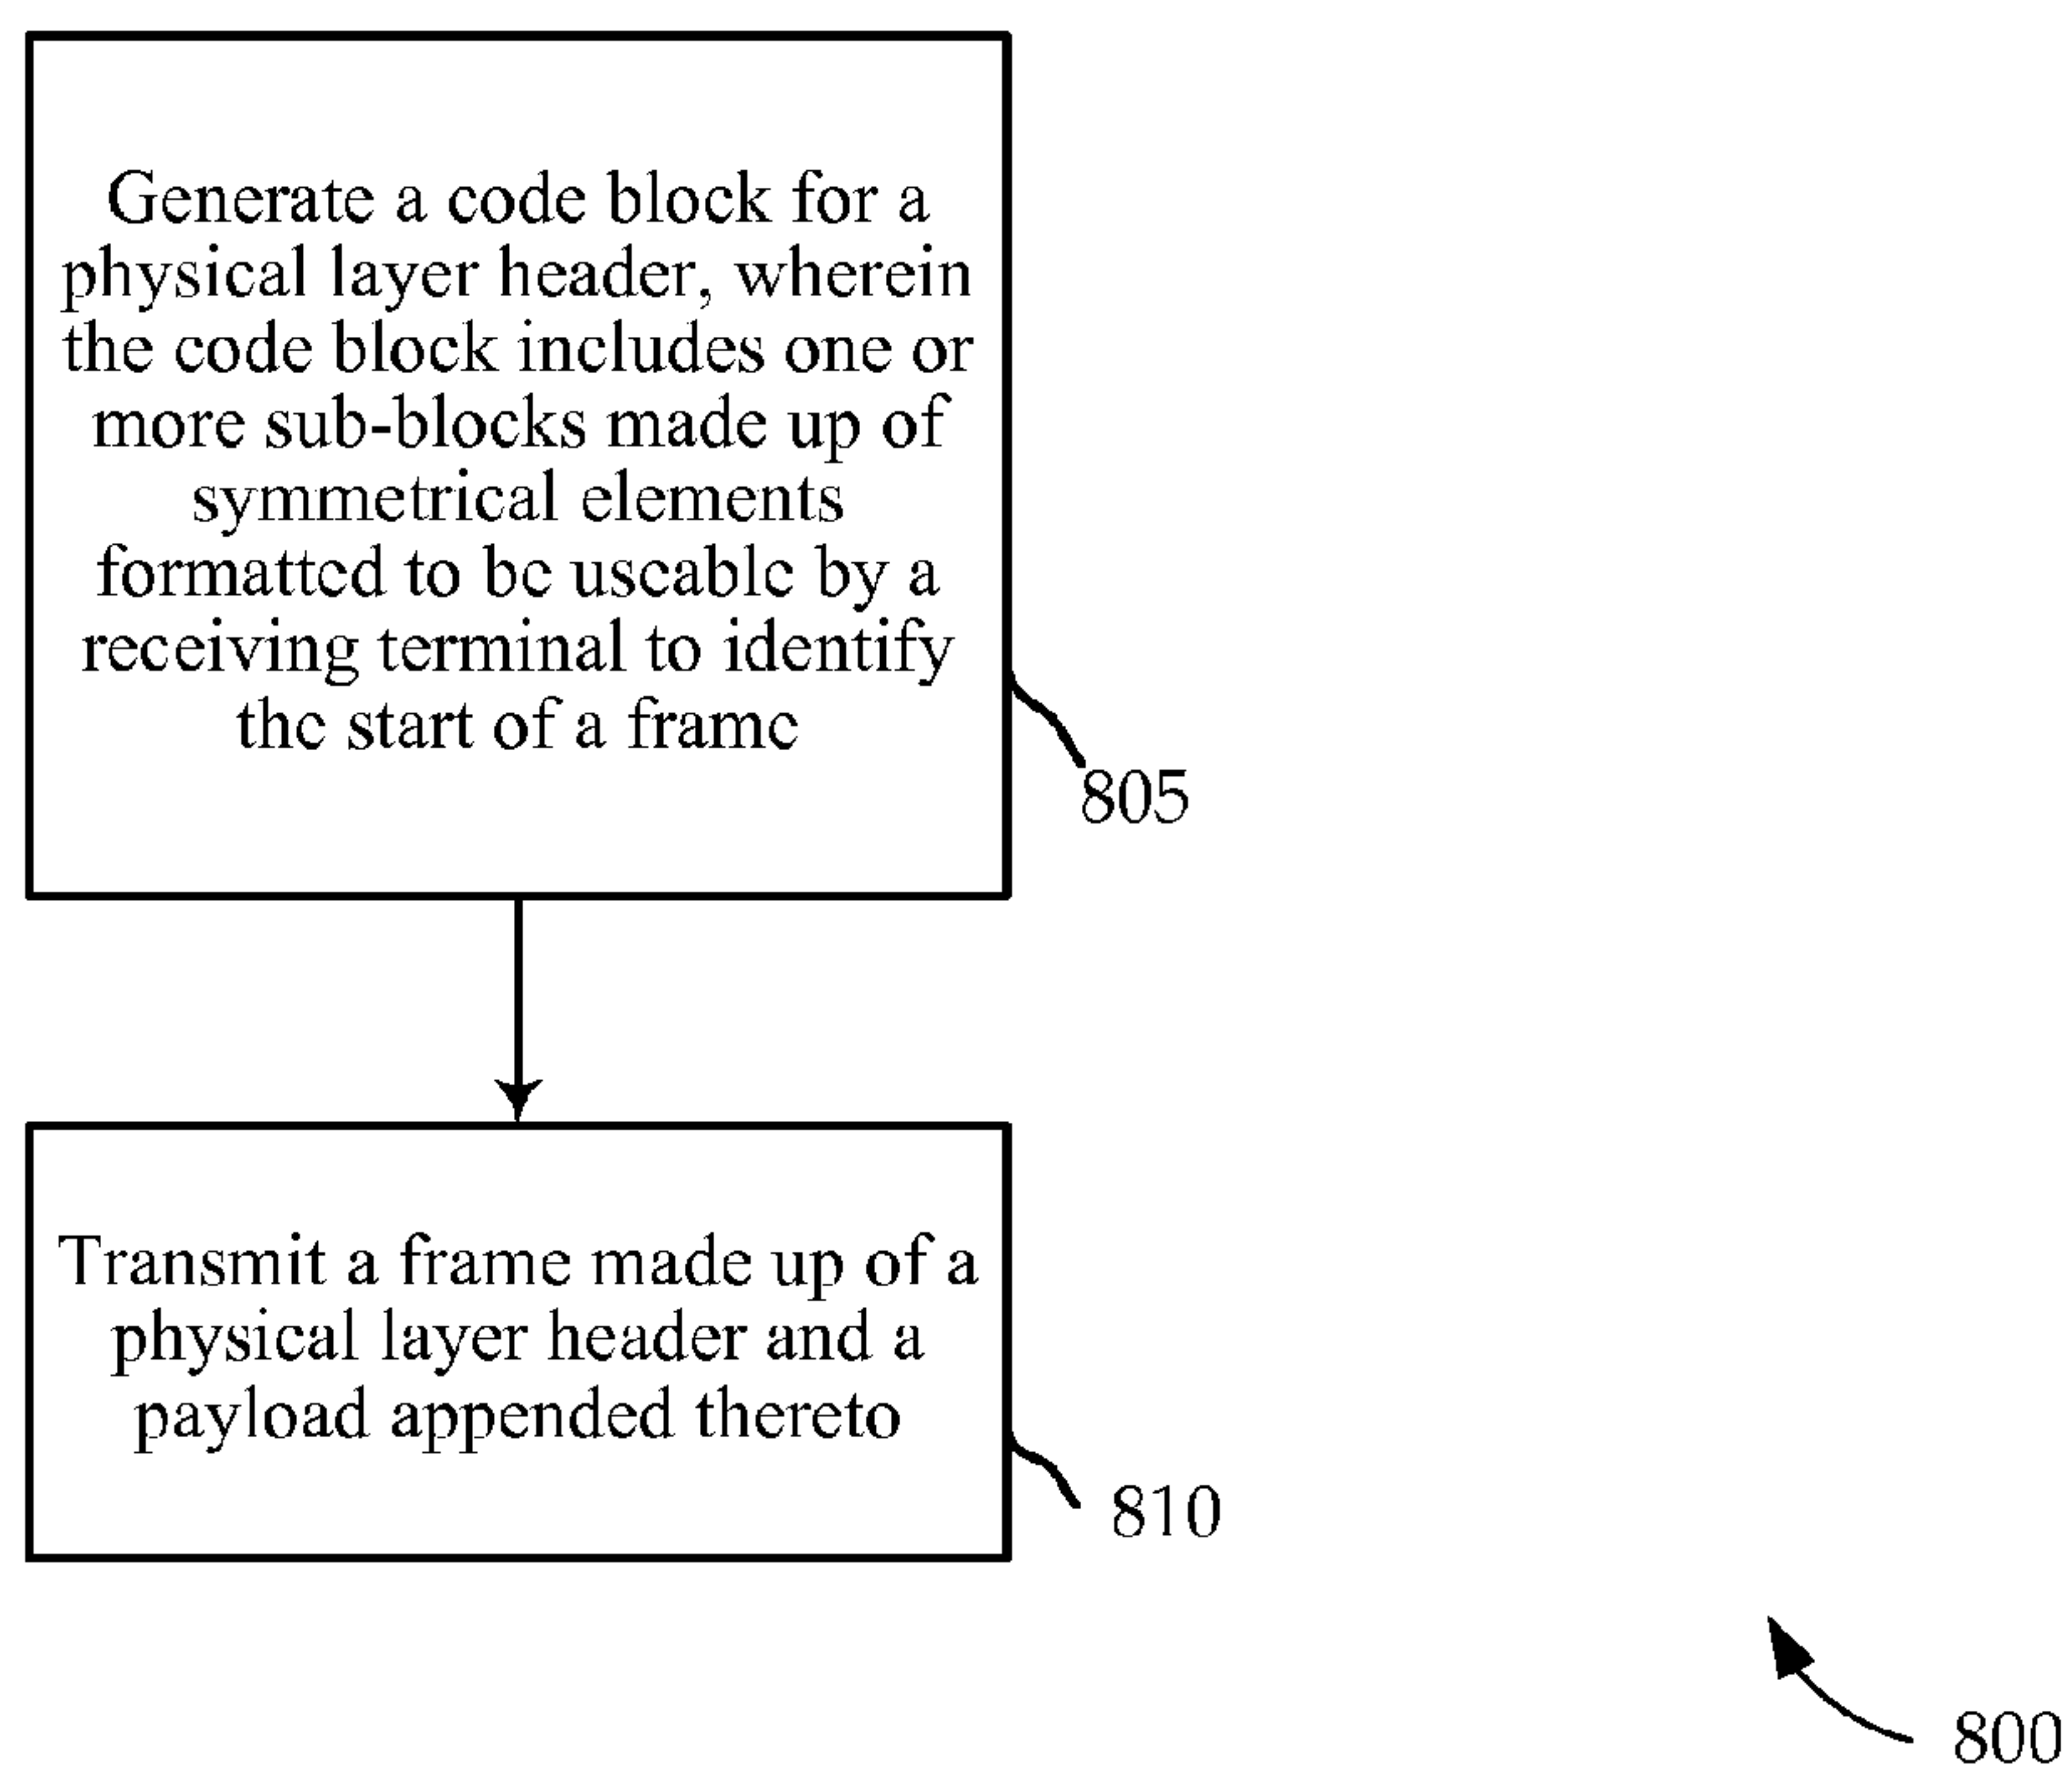 Generate a code block for a
physical layer header, wherein
the code block includes one or
more sub-blocks made up of
symmetrical elements
formatted to be useable by a
receiving terminal to identify
the start of a frame
805
Transmit a frame made up of a
physical layer header and a
payload appended thereto
810
800